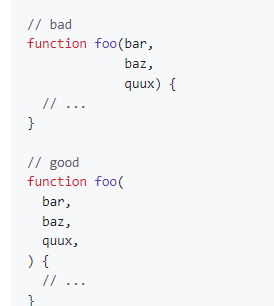 // bad
function foo(bar,
             baz,
             quux) {
  // ...
}

// good
function foo(
  bar,
  baz,
  quux,
) {
  // ...
}